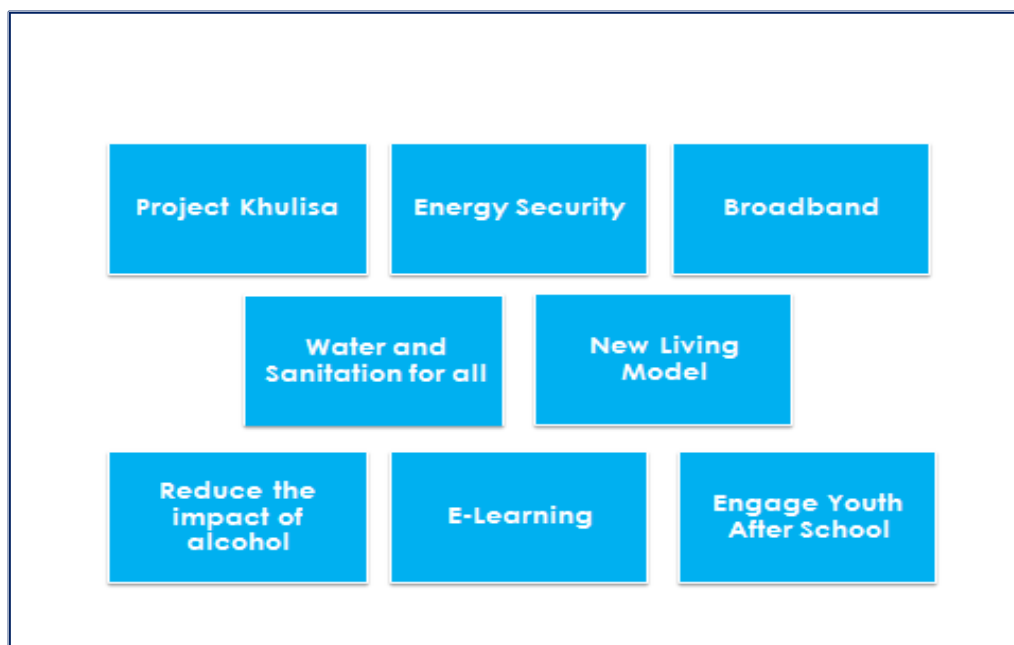 Project Khulisa
Energy Security
Broadband
Water and
Sanitation for all
New Living
Model
Reduce the
impact of
alcohol
E-Learning
Engage Youth
After School